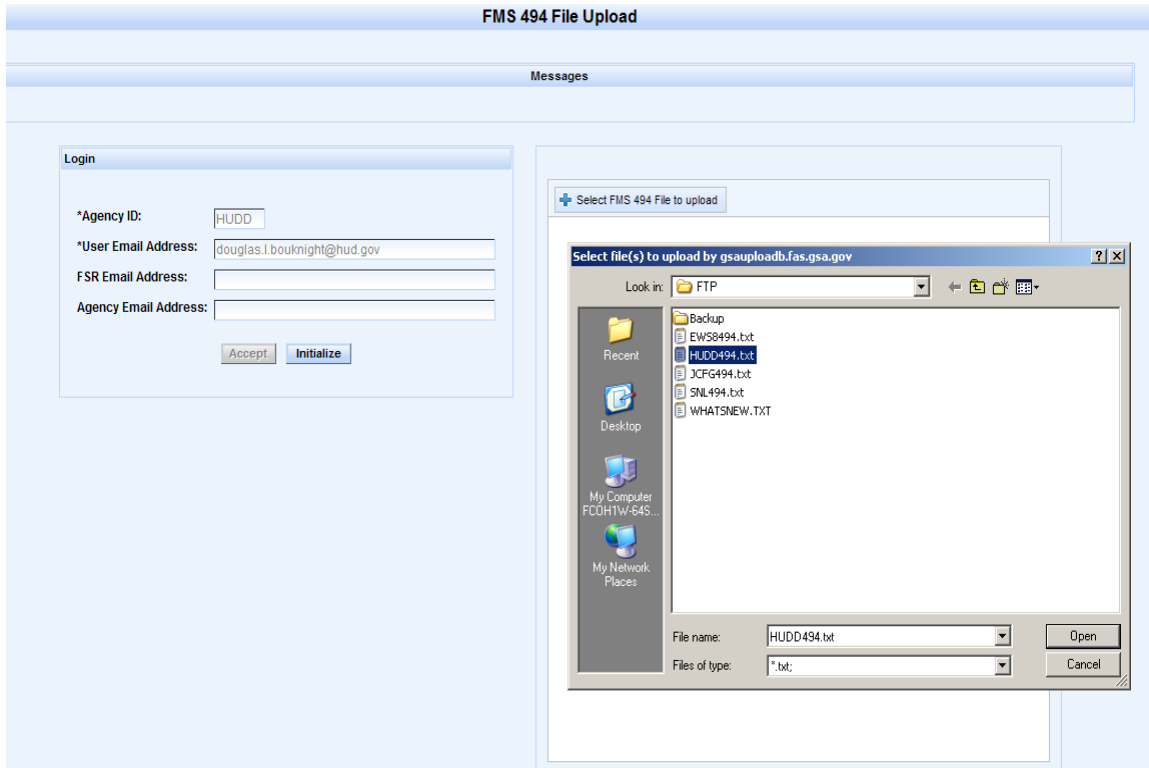 FMS 494 File Upload
Messages
Login
*Agency ID:
HUDD
*User Email Address:
douglas.l.bouknight@hud.gov
FSR Email Address:
Agency Email Address:
Accept
Initialize
Select FMS 494 File to upload
Select file(s) to upload by gsauploadb.fas.gsa.gov
Look in:
FTP
Recent
Desktop
My Computer
FC0H1W-64S...
My Network
Places
Backup
EWS8494.txt
HUDD494.txt
JCFG494.txt
SNL494.txt
WHATSNEW.TXT
File name:
HUDD494.txt
Open
Files of type:
*.txt;
Cancel